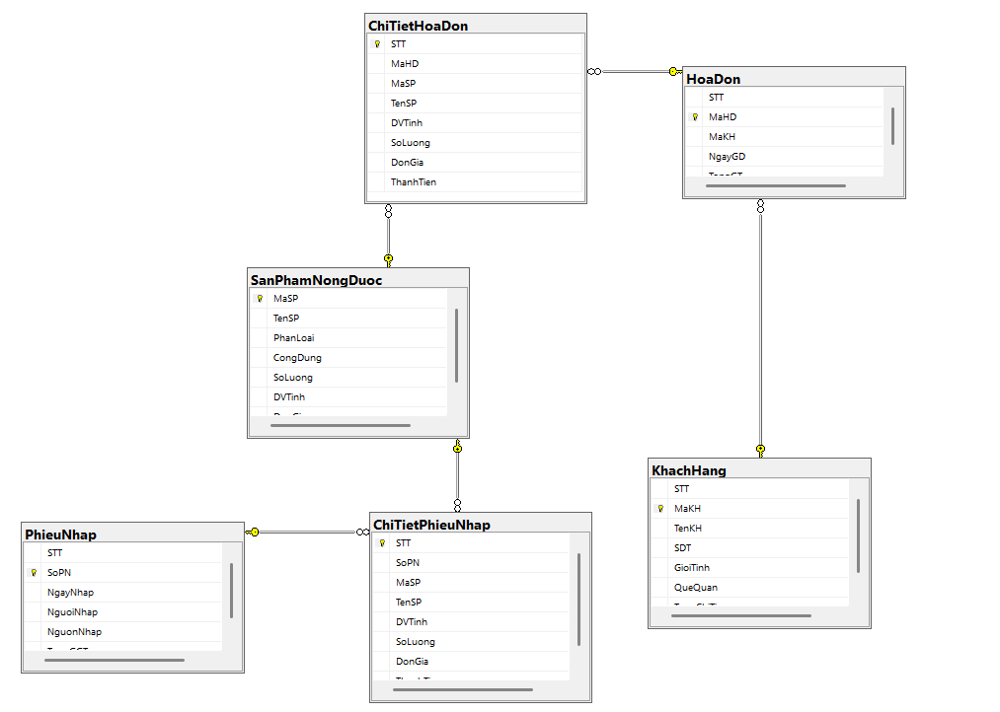 ChiTietHoaDon
STT
MaHD
MaSP
TenSP
DVTinh
SoLuong
DonGia
ThanhTien
HoaDon
STT
MaHD
MaKH
NgayGD
SanPhamNongDuoc
MaSP
TenSP
PhanLoai
CongDung
SoLuong
DVTinh
KhachHang
STT
MaKH
TenKH
SDT
GioiTinh
QueQuan
PhieuNhap
STT
SoPN
NgayNhap
NguoiNhap
NguonNhap
ChiTietPhieuNhap
STT
SoPN
MaSP
TenSP
DVTinh
SoLuong
DonGia